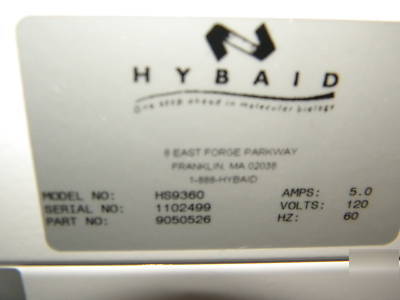 HYBAID
One step ahead in molecular biology
8 EAST FORGE PARKWAY
FRANKLIN, MA 02038
1-888-HYBAID
MODEL NO: HS9360 AMPS: 5.0
SERIAL NO: 1102499 VOLTS: 120
PART NO: 9050526 HZ: 60